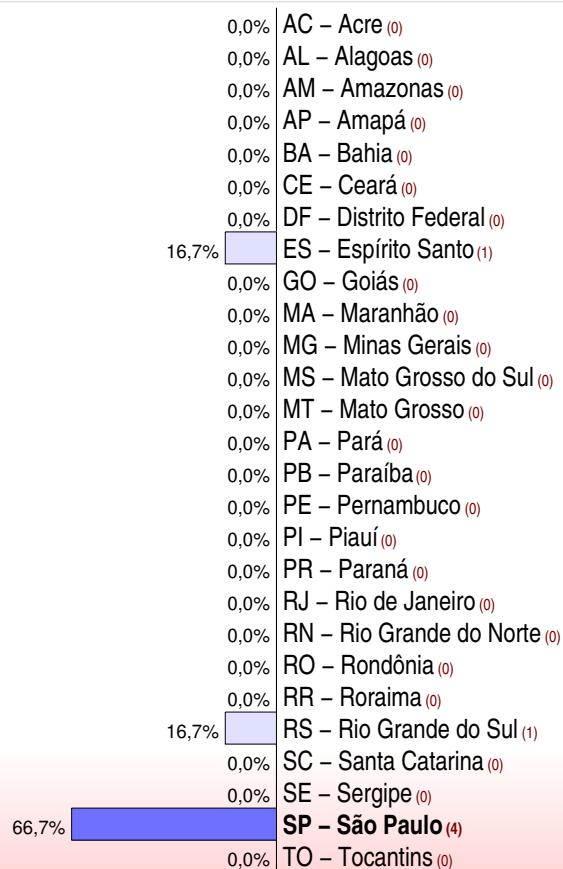 0,0% AC – Acre (0)
0,0% AL – Alagoas (0)
0,0% AM – Amazonas (0)
0,0% AP – Amapá (0)
0,0% BA – Bahia (0)
0,0% CE – Ceará (0)
0,0% DF – Distrito Federal (0)
16,7% ES – Espírito Santo (1)
0,0% GO – Goiás (0)
0,0% MA – Maranhão (0)
0,0% MG – Minas Gerais (0)
0,0% MS – Mato Grosso do Sul (0)
0,0% MT – Mato Grosso (0)
0,0% PA – Pará (0)
0,0% PB – Paraíba (0)
0,0% PE – Pernambuco (0)
0,0% PI – Piauí (0)
0,0% PR – Paraná (0)
0,0% RJ – Rio de Janeiro (0)
0,0% RN – Rio Grande do Norte (0)
0,0% RO – Rondônia (0)
0,0% RR – Roraima (0)
16,7% RS – Rio Grande do Sul (1)
0,0% SC – Santa Catarina (0)
0,0% SE – Sergipe (0)
66,7% SP – São Paulo (4)
0,0% TO – Tocantins (0)